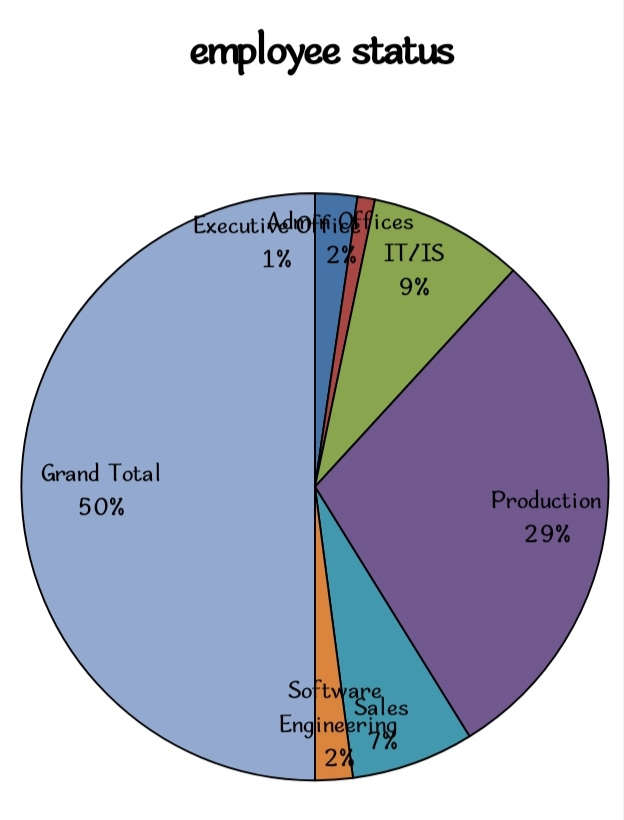 employee status
Executive Office
1%
Admin Offices
2%
IT/IS
9%
Grand Total
50%
Production
29%
Software
Engineering
2%
Sales
7%